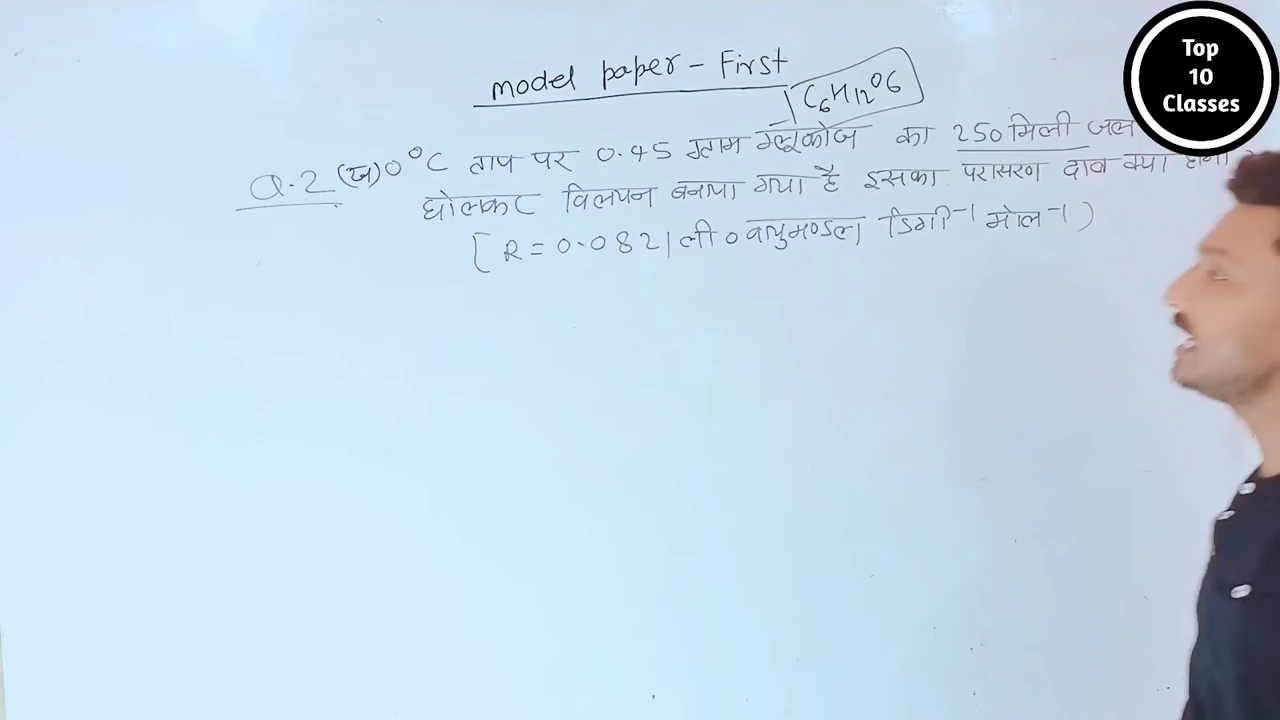 Top
10
Classes
model paper - First
C6H12O6
Q.2 (ख) 0°C ताप पर 0.45 ग्राम ग्लूकोज का 250 मिली जल
घोलकर विलयन बनाया गया है इसका परासरण दाब क्या होगा
[R = 0.0821 ली० वायुमण्डल डिग्री⁻¹ मोल⁻¹)